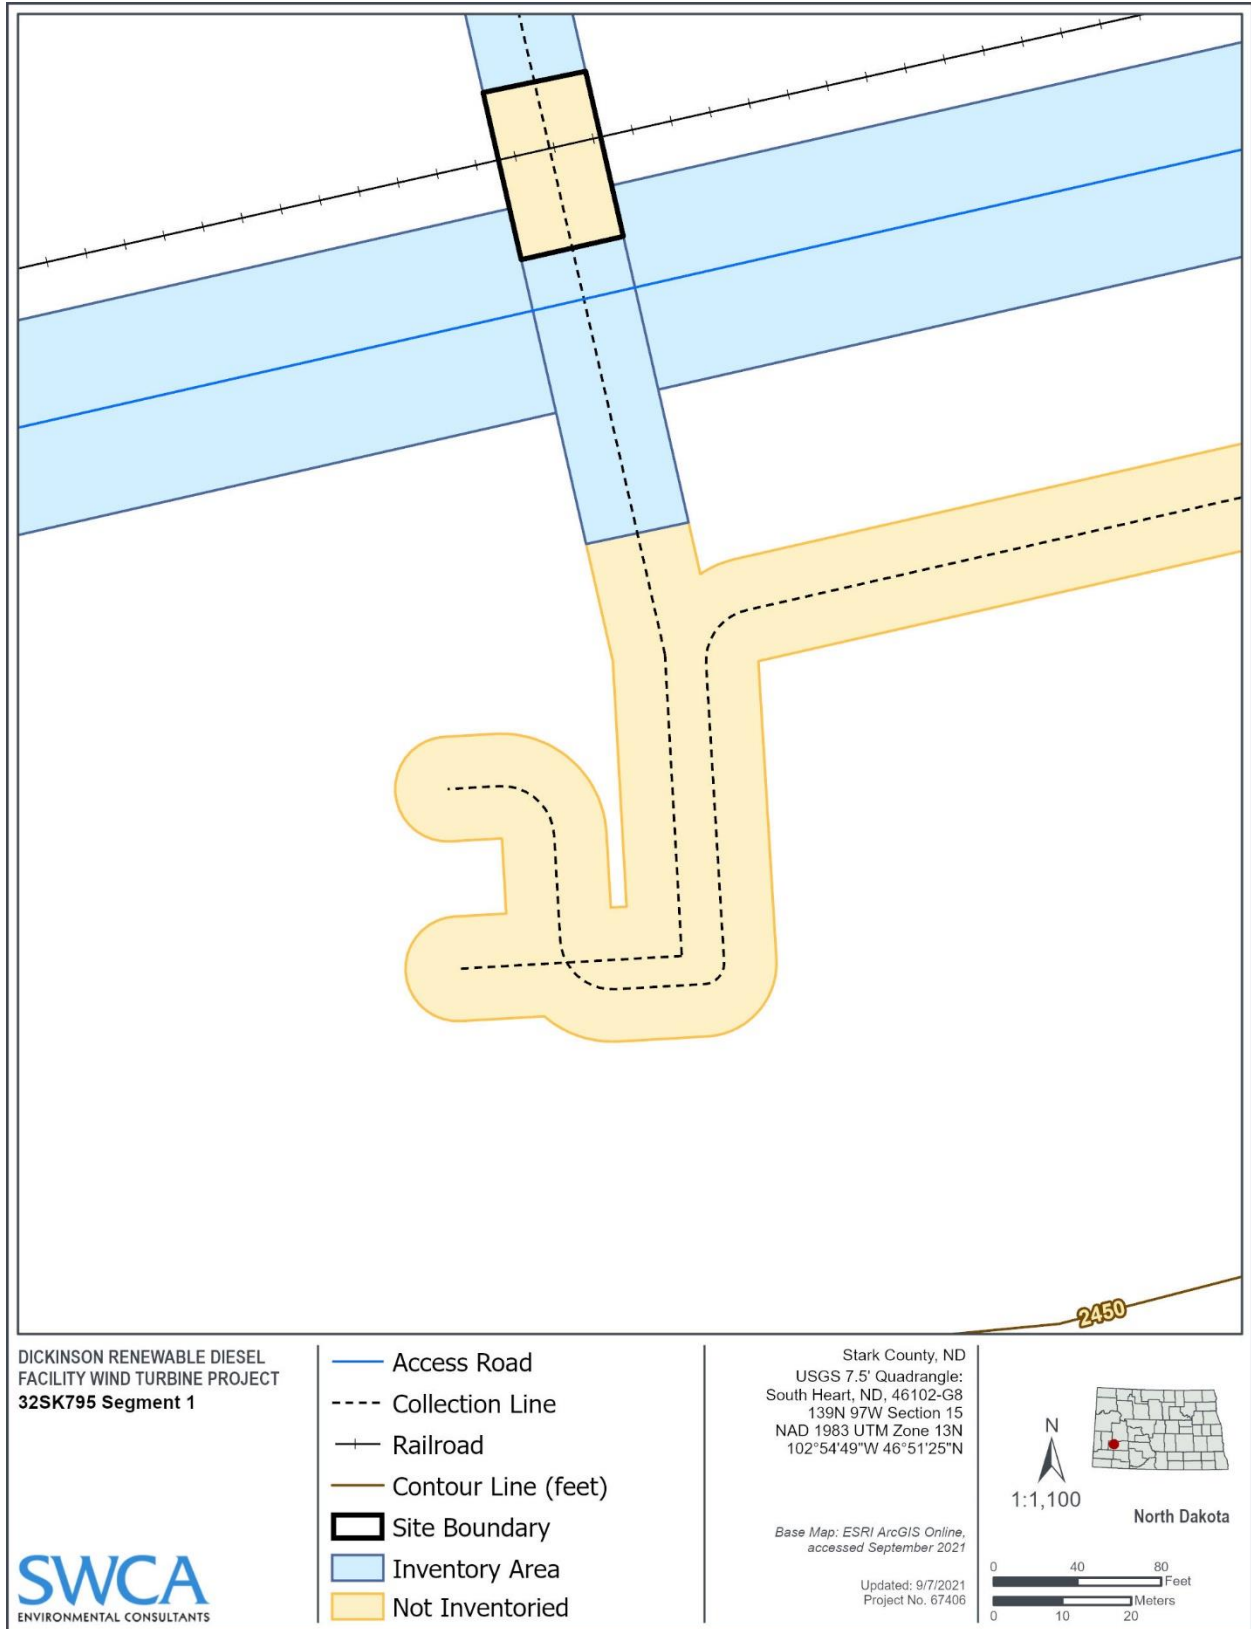 2450
DICKINSON RENEWABLE DIESEL
FACILITY WIND TURBINE PROJECT
32SK795 Segment 1
SWCA
ENVIRONMENTAL CONSULTANTS
Access Road
Collection Line
Railroad
Contour Line (feet)
Site Boundary
Inventory Area
Not Inventoried
Stark County, ND
USGS 7.5' Quadrangle:
South Heart, ND, 46102-G8
139N 97W Section 15
NAD 1983 UTM Zone 13N
102°54'49"W 46°51'25"N
Base Map: ESRI ArcGIS Online,
accessed September 2021
Updated: 9/7/2021
Project No. 67406
N
1:1,100
North Dakota
0 40 80
Feet
Meters
0 10 20